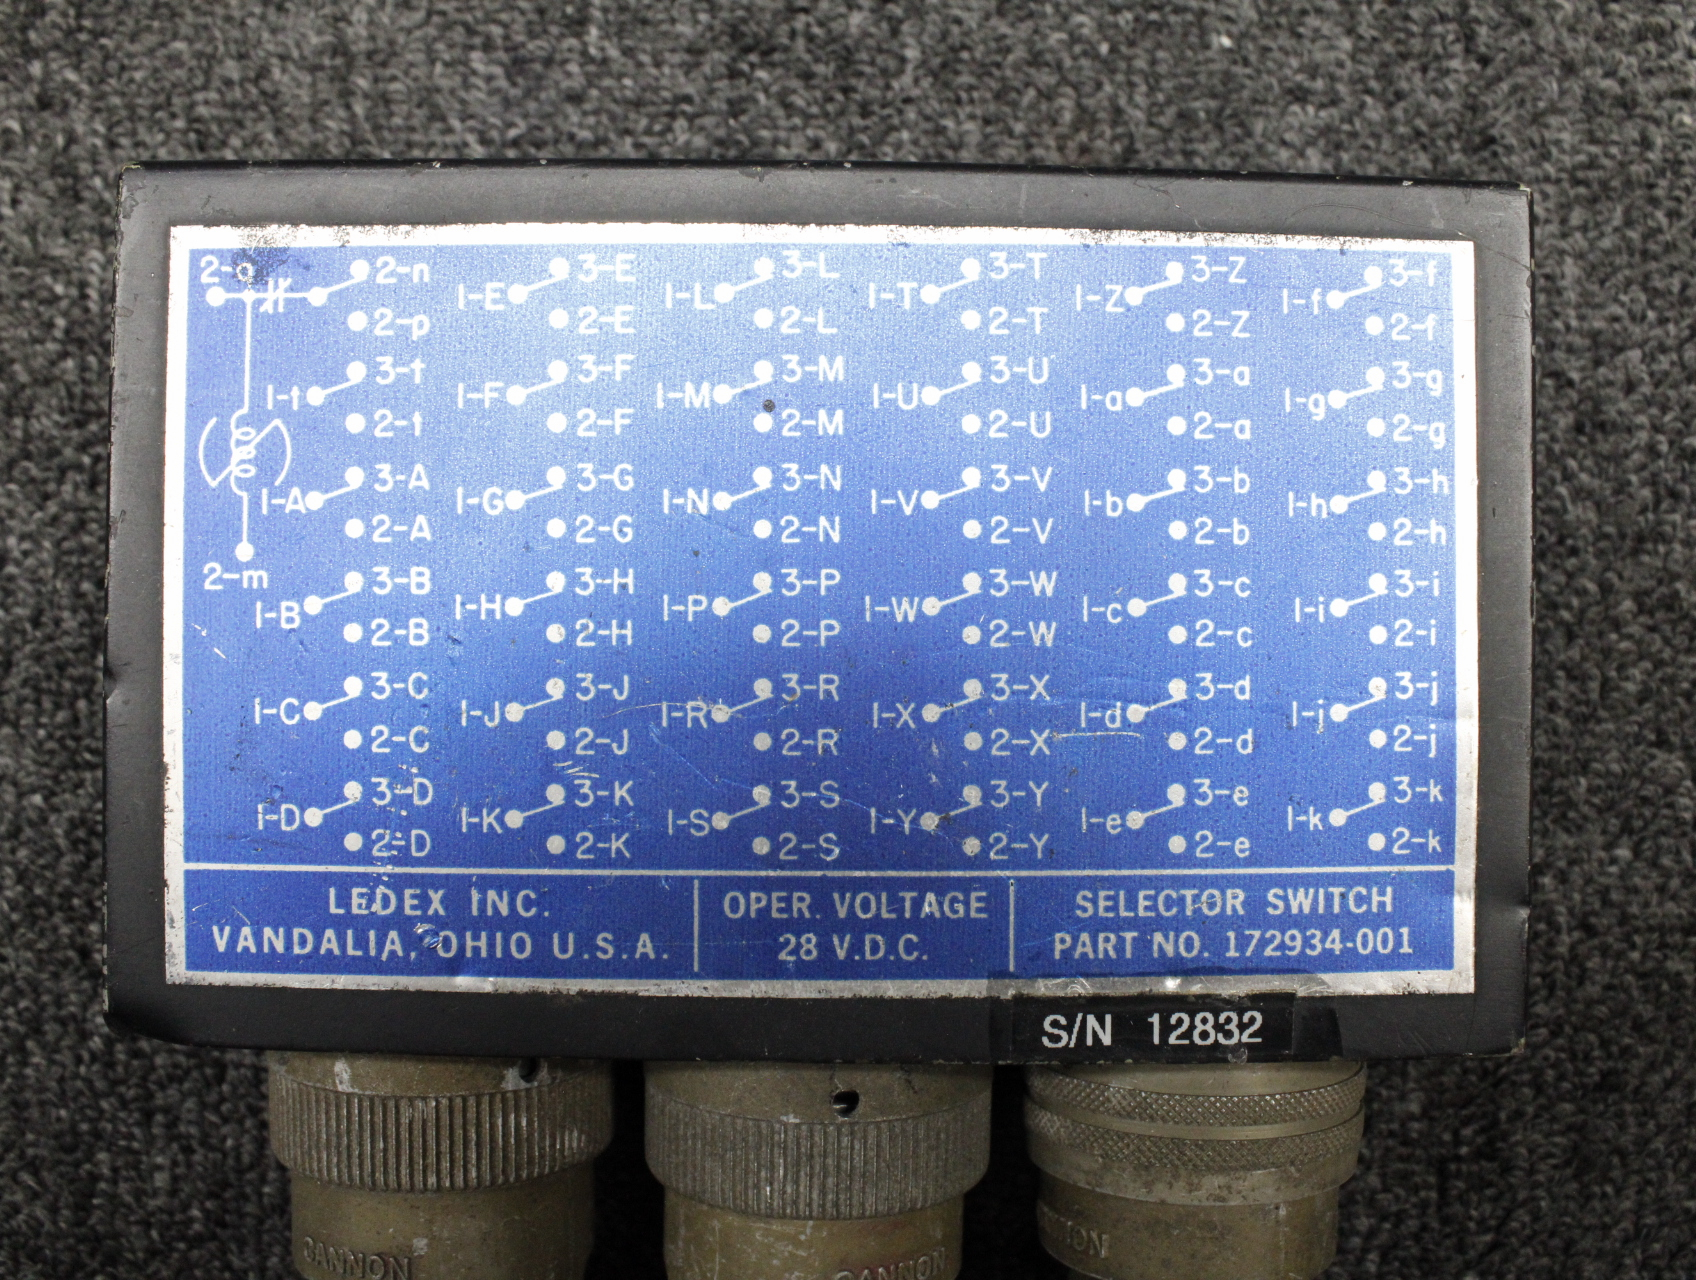 2-q 2-n 3-E 3-L 3-T 3-Z 3-f
1-E 1-L 1-T 1-Z 1-f
2-p 2-E 2-L 2-T 2-Z 2-f
3-t 3-F 3-M 3-U 3-a 3-g
1-t 1-F 1-M 1-U 1-a 1-g
2-t 2-F 2-M 2-U 2-a 2-g
3-A 3-G 3-N 3-V 3-b 3-h
1-A 1-G 1-N 1-V 1-b 1-h
2-A 2-G 2-N 2-V 2-b 2-h
2-m 3-B 3-H 3-P 3-W 3-c 3-i
1-B 1-H 1-P 1-W 1-c 1-i
2-B 2-H 2-P 2-W 2-c 2-i
3-C 3-J 3-R 3-X 3-d 3-j
1-C 1-J 1-R 1-X 1-d 1-j
2-C 2-J 2-R 2-X 2-d 2-j
3-D 3-K 3-S 3-Y 3-e 3-k
1-D 1-K 1-S 1-Y 1-e 1-k
2-D 2-K 2-S 2-Y 2-e 2-k
LEDEX INC.
VANDALIA, OHIO U.S.A.
OPER. VOLTAGE
28 V.D.C.
SELECTOR SWITCH
PART NO. 172934-001
S/N 12832
CANNON
CANNON